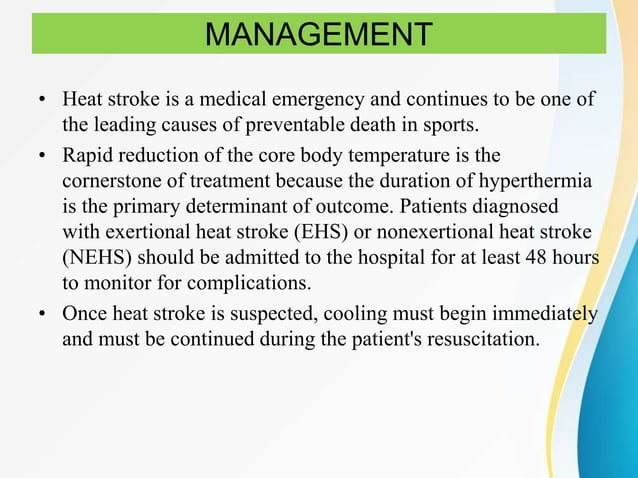 MANAGEMENT
• Heat stroke is a medical emergency and continues to be one of
the leading causes of preventable death in sports.
• Rapid reduction of the core body temperature is the
cornerstone of treatment because the duration of hyperthermia
is the primary determinant of outcome. Patients diagnosed
with exertional heat stroke (EHS) or nonexertional heat stroke
(NEHS) should be admitted to the hospital for at least 48 hours
to monitor for complications.
• Once heat stroke is suspected, cooling must begin immediately
and must be continued during the patient's resuscitation.